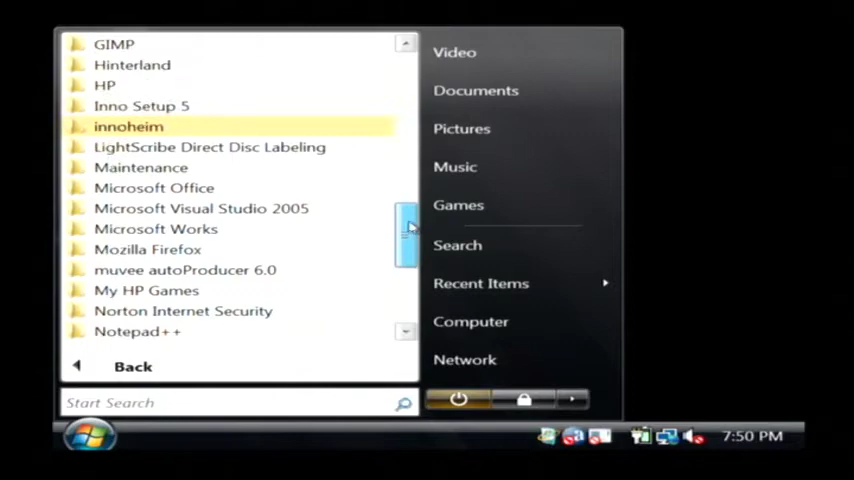 GIMP
Hinterland
HP
Inno Setup 5
innoheim
LightScribe Direct Disc Labeling
Maintenance
Microsoft Office
Microsoft Visual Studio 2005
Microsoft Works
Mozilla Firefox
muvee autoProducer 6.0
My HP Games
Norton Internet Security
Notepad++
Back
Start Search
Video
Documents
Pictures
Music
Games
Search
Recent Items
Computer
Network
7:50 PM